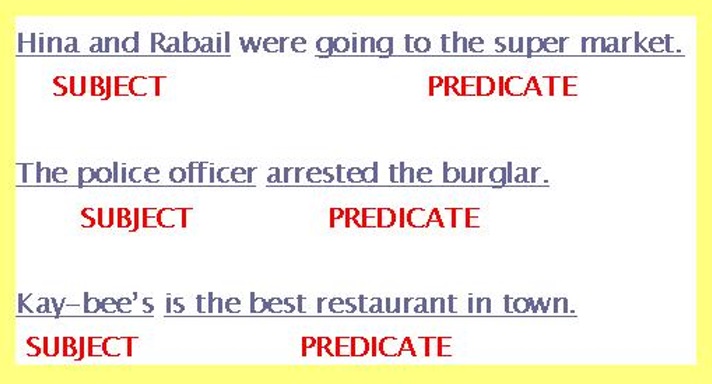 Hina and Rabail were going to the super market.
SUBJECT PREDICATE
The police officer arrested the burglar.
SUBJECT PREDICATE
Kay-bee's is the best restaurant in town.
SUBJECT PREDICATE